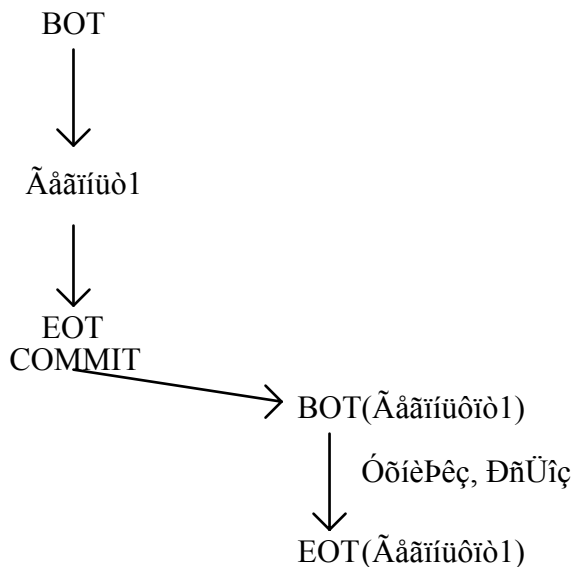 BOT
Ãåãïíüò1
EOT
COMMIT
BOT(Ãåãïíüôïò1)
ÓõíèÞêç, ÐñÜîç
EOT(Ãåãïíüôïò1)